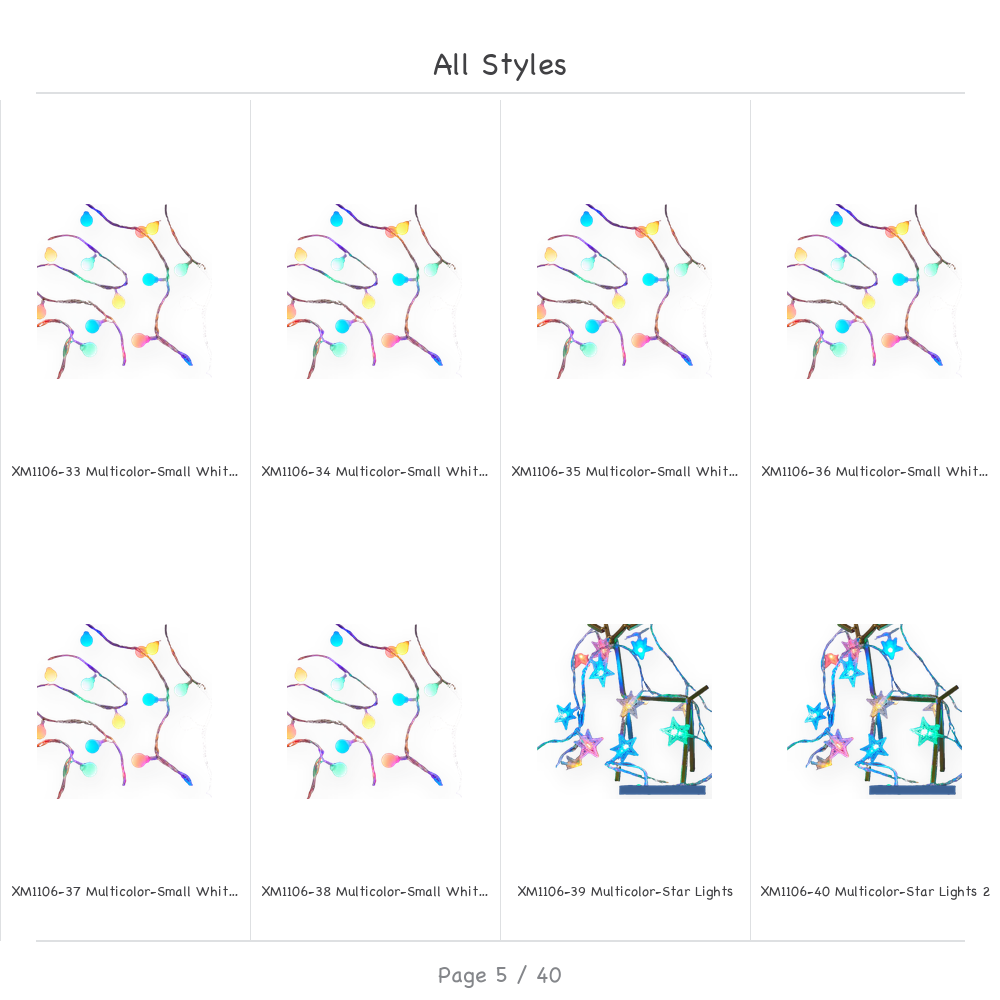 All Styles
XM1106-33 Multicolor-Small Whit...
XM1106-34 Multicolor-Small Whit...
XM1106-35 Multicolor-Small Whit...
XM1106-36 Multicolor-Small Whit...
XM1106-37 Multicolor-Small Whit...
XM1106-38 Multicolor-Small Whit...
XM1106-39 Multicolor-Star Lights
XM1106-40 Multicolor-Star Lights 2
Page 5 / 40